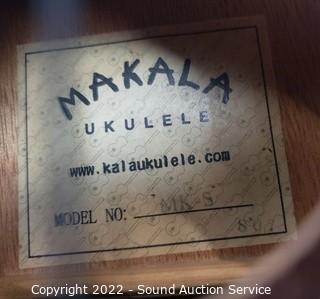 MAKALA
UKULELE
www.kalaukulele.com
MODEL NO: MK-S
Copyright 2022 - Sound Auction Service